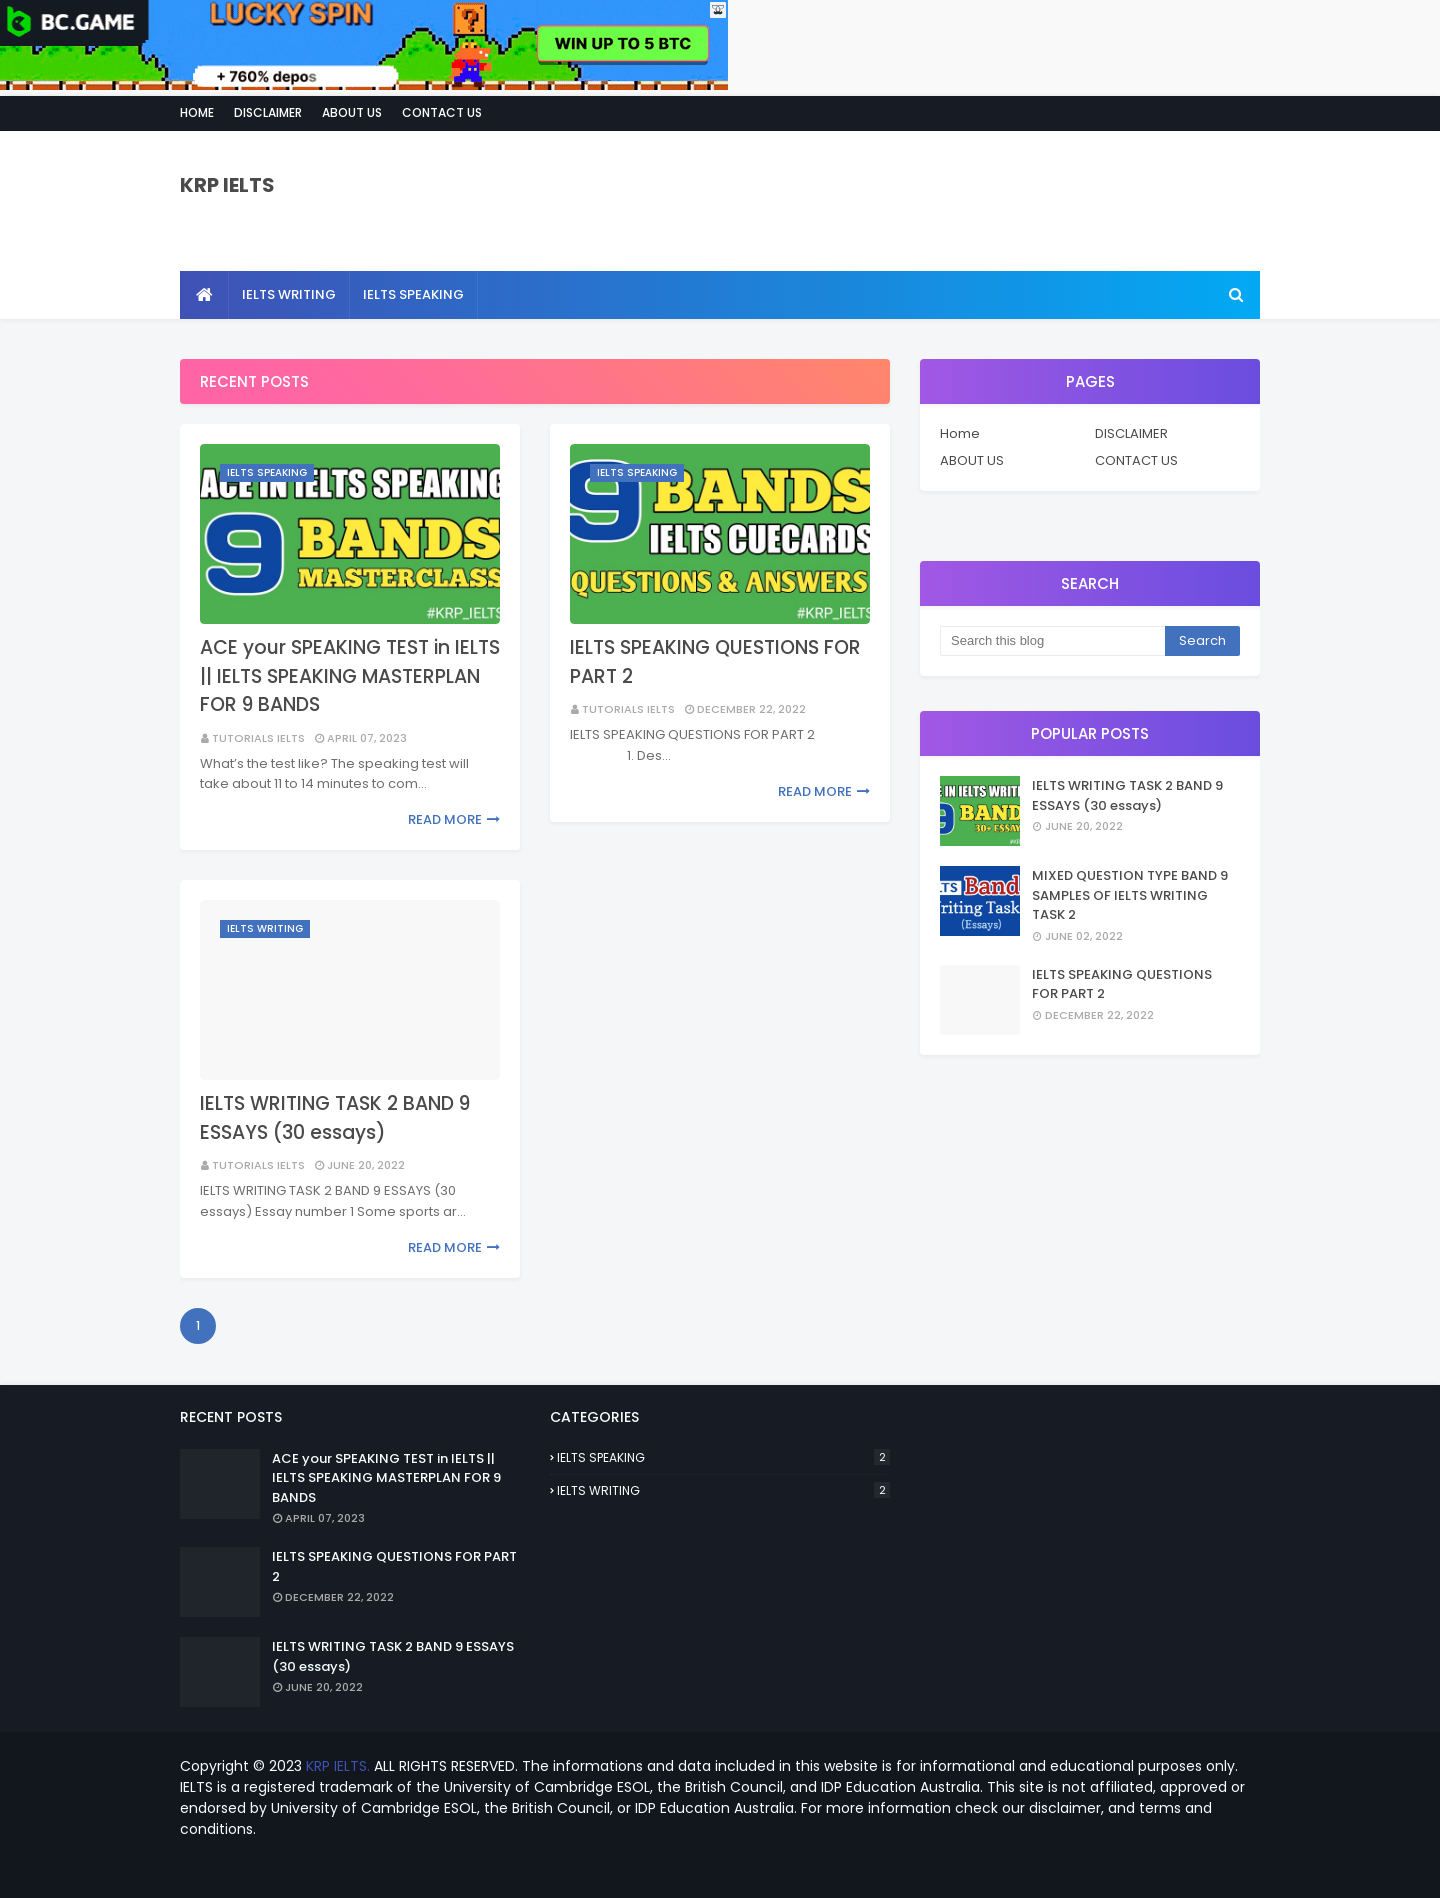 BC.GAME
LUCKY SPIN
?
WIN UP TO 5 BTC
+ 760% depos
HOME DISCLAIMER ABOUT US CONTACT US
KRP IELTS
IELTS WRITING IELTS SPEAKING
RECENT POSTS
IELTS SPEAKING
ACE IN IELTS SPEAKING
9 BANDS
MASTERCLASS
#KRP_IELTS
ACE your SPEAKING TEST in IELTS
|| IELTS SPEAKING MASTERPLAN
FOR 9 BANDS
TUTORIALS IELTS APRIL 07, 2023
What's the test like? The speaking test will
take about 11 to 14 minutes to com...
READ MORE
IELTS SPEAKING
9 BANDS
IELTS CUECARDS
QUESTIONS & ANSWERS
#KRP_IELTS
IELTS SPEAKING QUESTIONS FOR
PART 2
TUTORIALS IELTS DECEMBER 22, 2022
IELTS SPEAKING QUESTIONS FOR PART 2
1. Des...
READ MORE
IELTS WRITING
IELTS WRITING TASK 2 BAND 9
ESSAYS (30 essays)
TUTORIALS IELTS JUNE 20, 2022
IELTS WRITING TASK 2 BAND 9 ESSAYS (30
essays) Essay number 1 Some sports ar...
READ MORE
1
PAGES
Home DISCLAIMER
ABOUT US CONTACT US
SEARCH
Search this blog Search
POPULAR POSTS
E IN IELTS WRITI
9 BAND
30+ ESSAY
IELTS WRITING TASK 2 BAND 9
ESSAYS (30 essays)
JUNE 20, 2022
LTS Band
riting Task
(Essays)
MIXED QUESTION TYPE BAND 9
SAMPLES OF IELTS WRITING
TASK 2
JUNE 02, 2022
IELTS SPEAKING QUESTIONS
FOR PART 2
DECEMBER 22, 2022
RECENT POSTS
ACE your SPEAKING TEST in IELTS ||
IELTS SPEAKING MASTERPLAN FOR 9
BANDS
APRIL 07, 2023
IELTS SPEAKING QUESTIONS FOR PART
2
DECEMBER 22, 2022
IELTS WRITING TASK 2 BAND 9 ESSAYS
(30 essays)
JUNE 20, 2022
CATEGORIES
IELTS SPEAKING 2
IELTS WRITING 2
Copyright © 2023 KRP IELTS. ALL RIGHTS RESERVED. The informations and data included in this website is for informational and educational purposes only.
IELTS is a registered trademark of the University of Cambridge ESOL, the British Council, and IDP Education Australia. This site is not affiliated, approved or
endorsed by University of Cambridge ESOL, the British Council, or IDP Education Australia. For more information check our disclaimer, and terms and
conditions.